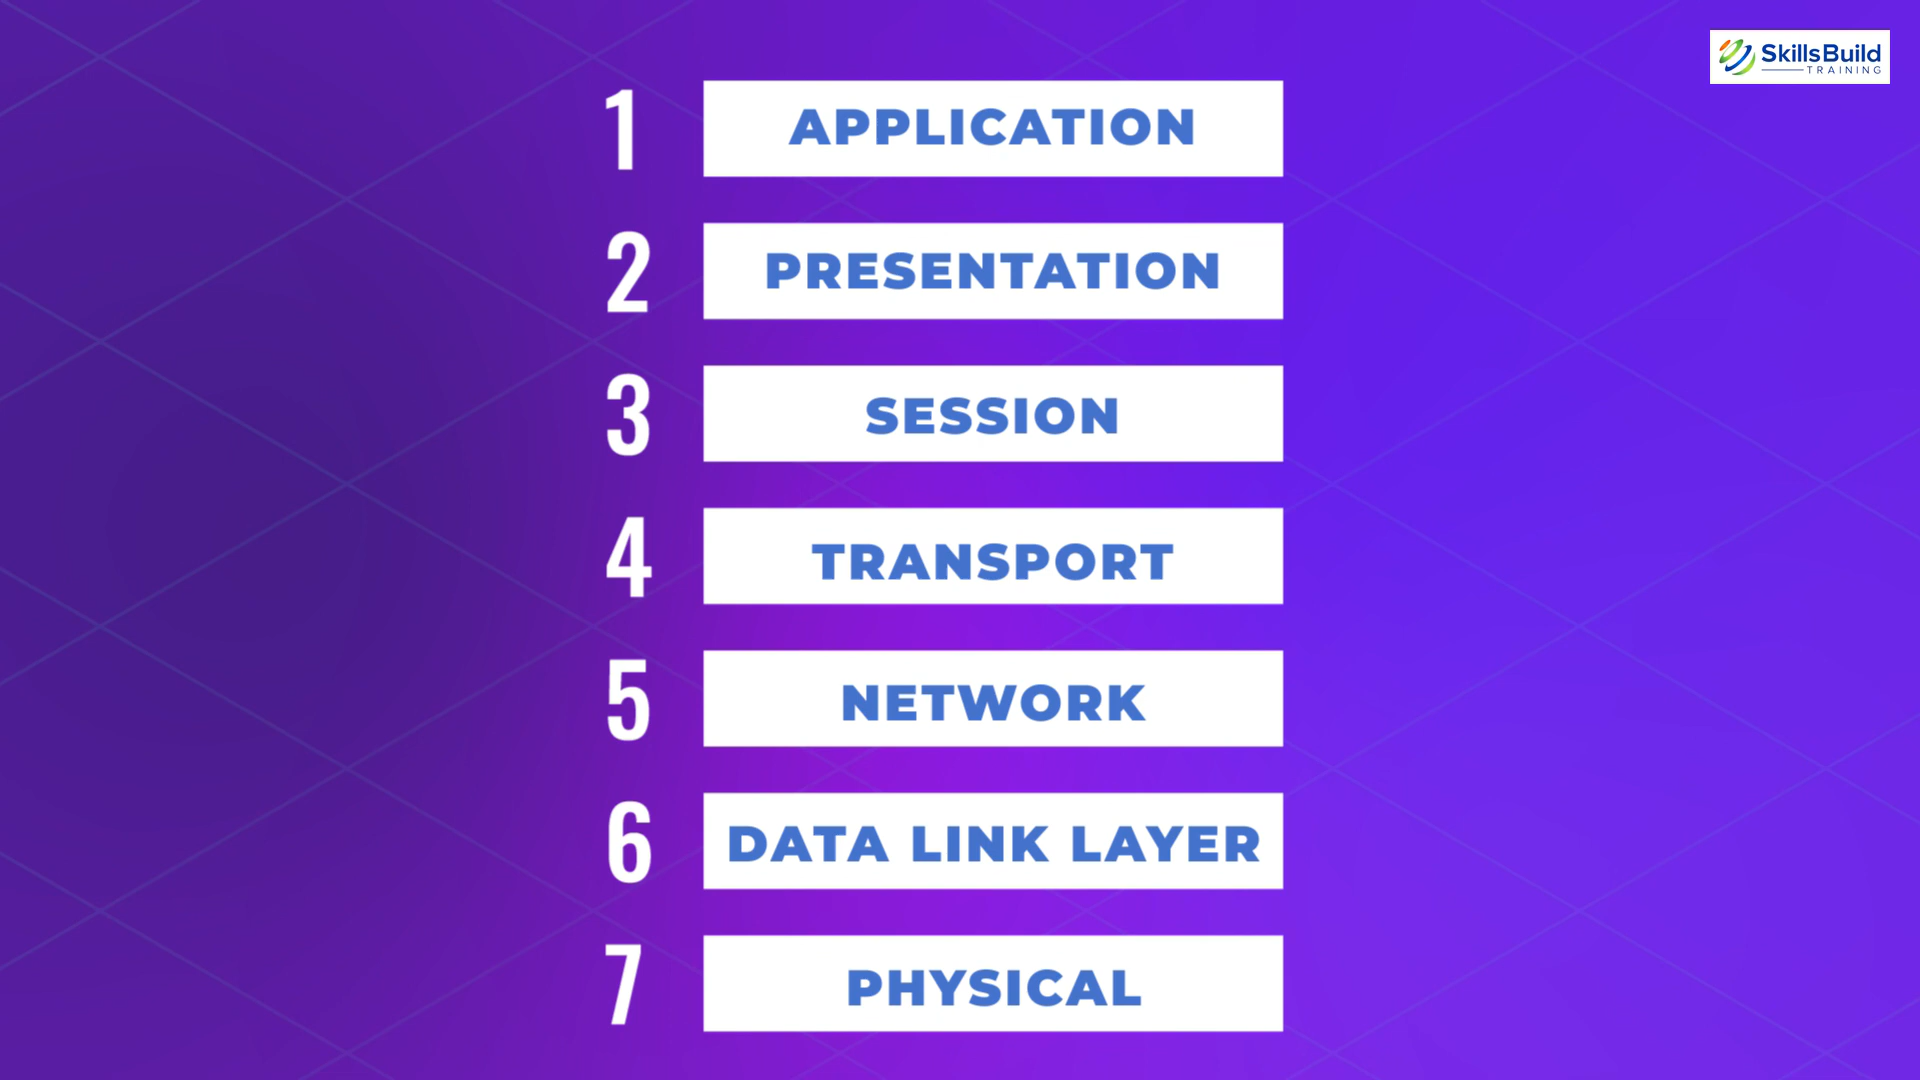 SkillsBuild
TRAINING
1 APPLICATION
2 PRESENTATION
3 SESSION
4 TRANSPORT
5 NETWORK
6 DATA LINK LAYER
7 PHYSICAL